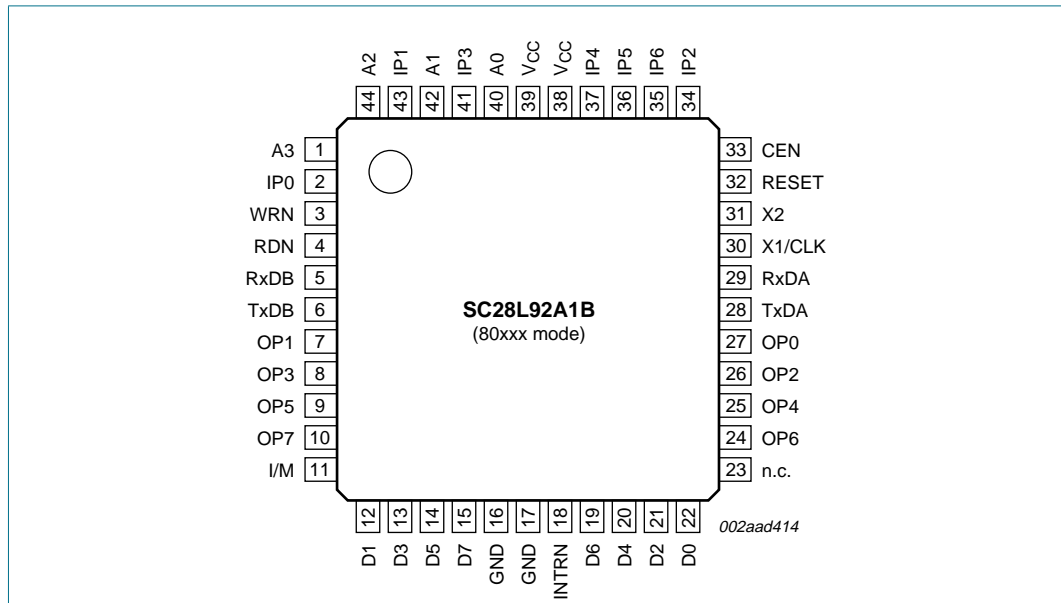 A2 IP1 A1 IP3 A0 VCC VCC IP4 IP5 IP6 IP2
44 43 42 41 40 39 38 37 36 35 34
A3 1
IP0 2
WRN 3
RDN 4
RxDB 5
TxDB 6
OP1 7
OP3 8
OP5 9
OP7 10
I/M 11
SC28L92A1B
(80xxx mode)
33 CEN
32 RESET
31 X2
30 X1/CLK
29 RxDA
28 TxDA
27 OP0
26 OP2
25 OP4
24 OP6
23 n.c.
12 13 14 15 16 17 18 19 20 21 22
D1 D3 D5 D7 GND GND INTRN D6 D4 D2 D0
002aad414